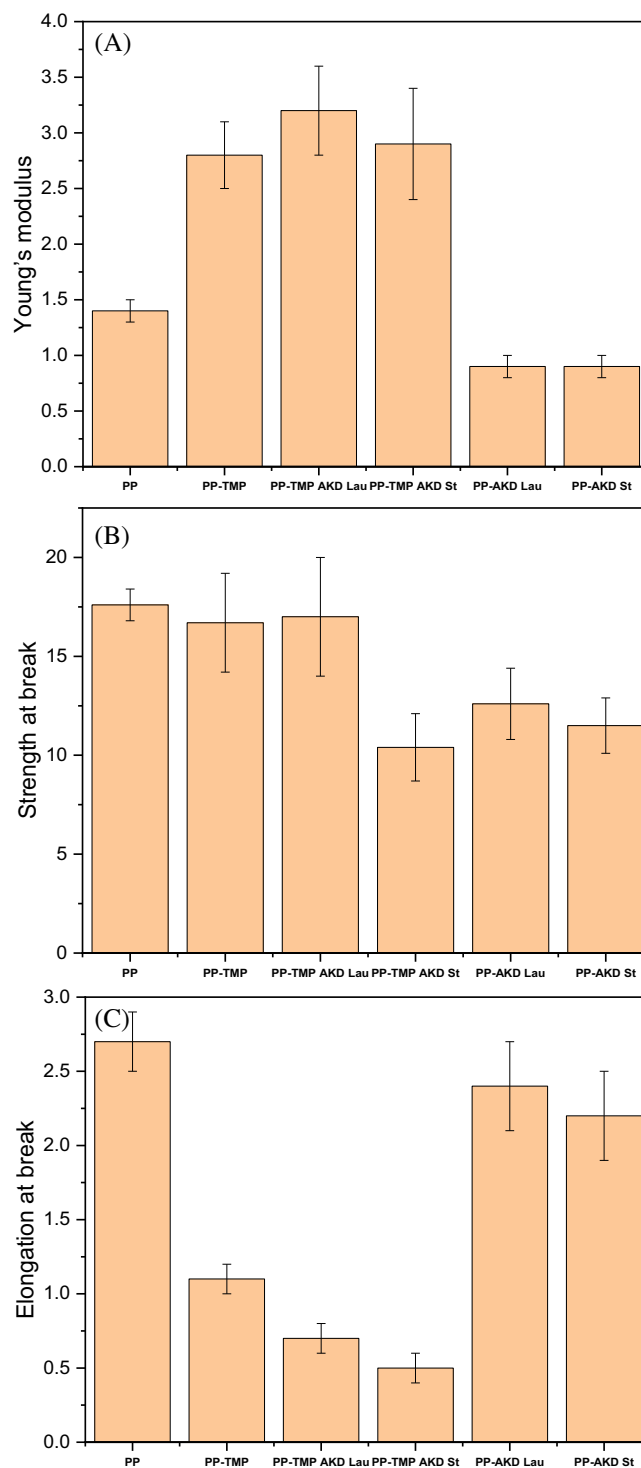 (A)
Young's modulus
4.0
3.5
3.0
2.5
2.0
1.5
1.0
0.5
0.0
PP PP-TMP PP-TMP AKD Lau PP-TMP AKD St PP-AKD Lau PP-AKD St
(B)
Strength at break
20
15
10
5
0
PP PP-TMP PP-TMP AKD Lau PP-TMP AKD St PP-AKD Lau PP-AKD St
(C)
Elongation at break
3.0
2.5
2.0
1.5
1.0
0.5
0.0
PP PP-TMP PP-TMP AKD Lau PP-TMP AKD St PP-AKD Lau PP-AKD St